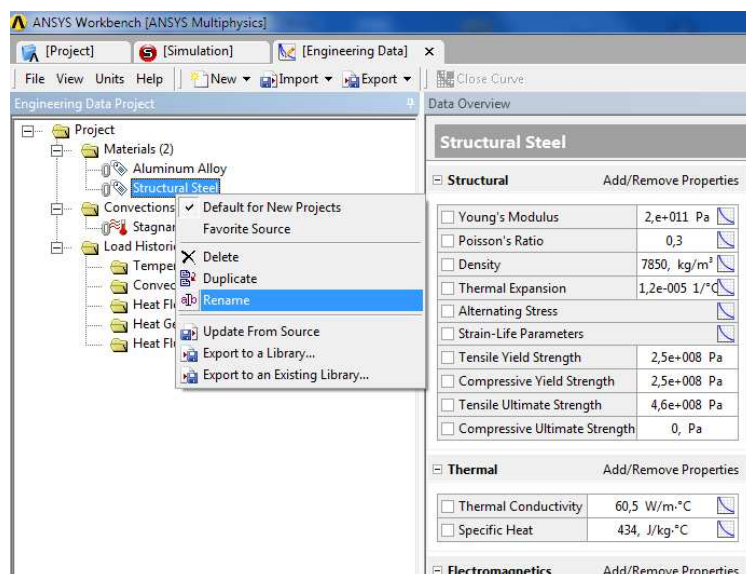 ANSYS Workbench [ANSYS Multiphysics]
[Project] [Simulation] [Engineering Data]
File View Units Help New Import Export Close Curve
Engineering Data Project
Project
Materials (2)
Aluminum Alloy
Structural Steel
Convections
Stagnar
Load Histori
Temper
Convec
Heat Fl
Heat Ge
Heat Flu
Default for New Projects
Favorite Source
Delete
Duplicate
Rename
Update From Source
Export to a Library...
Export to an Existing Library...
Data Overview
Structural Steel
Structural Add/Remove Properties
Young's Modulus 2,e+011 Pa
Poisson's Ratio 0,3
Density 7850, kg/m³
Thermal Expansion 1,2e-005 1/°C
Alternating Stress
Strain-Life Parameters
Tensile Yield Strength 2,5e+008 Pa
Compressive Yield Strength 2,5e+008 Pa
Tensile Ultimate Strength 4,6e+008 Pa
Compressive Ultimate Strength 0, Pa
Thermal Add/Remove Properties
Thermal Conductivity 60,5 W/m·°C
Specific Heat 434, J/kg·°C
Electromagnetics Add/Remove Properties